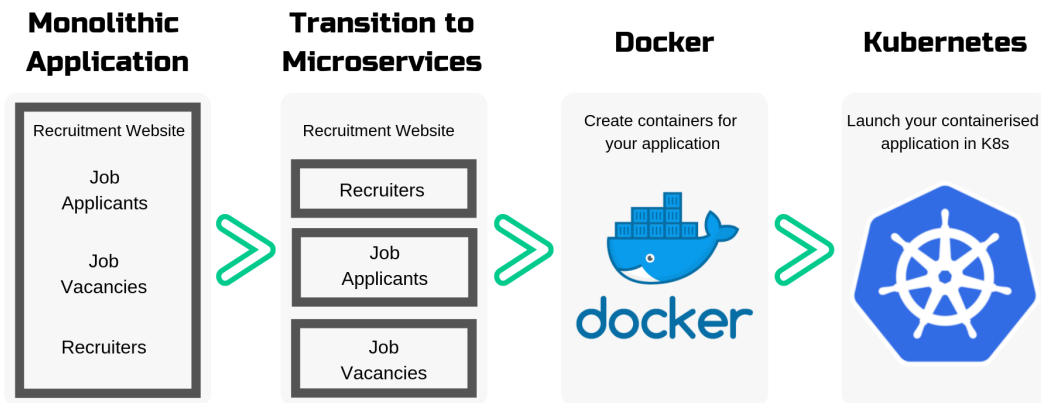 Monolithic
Application
Recruitment Website
Job
Applicants
Job
Vacancies
Recruiters
Transition to
Microservices
Recruitment Website
Recruiters
Job
Applicants
Job
Vacancies
Docker
Create containers for
your application
docker
Kubernetes
Launch your containerised
application in K8s